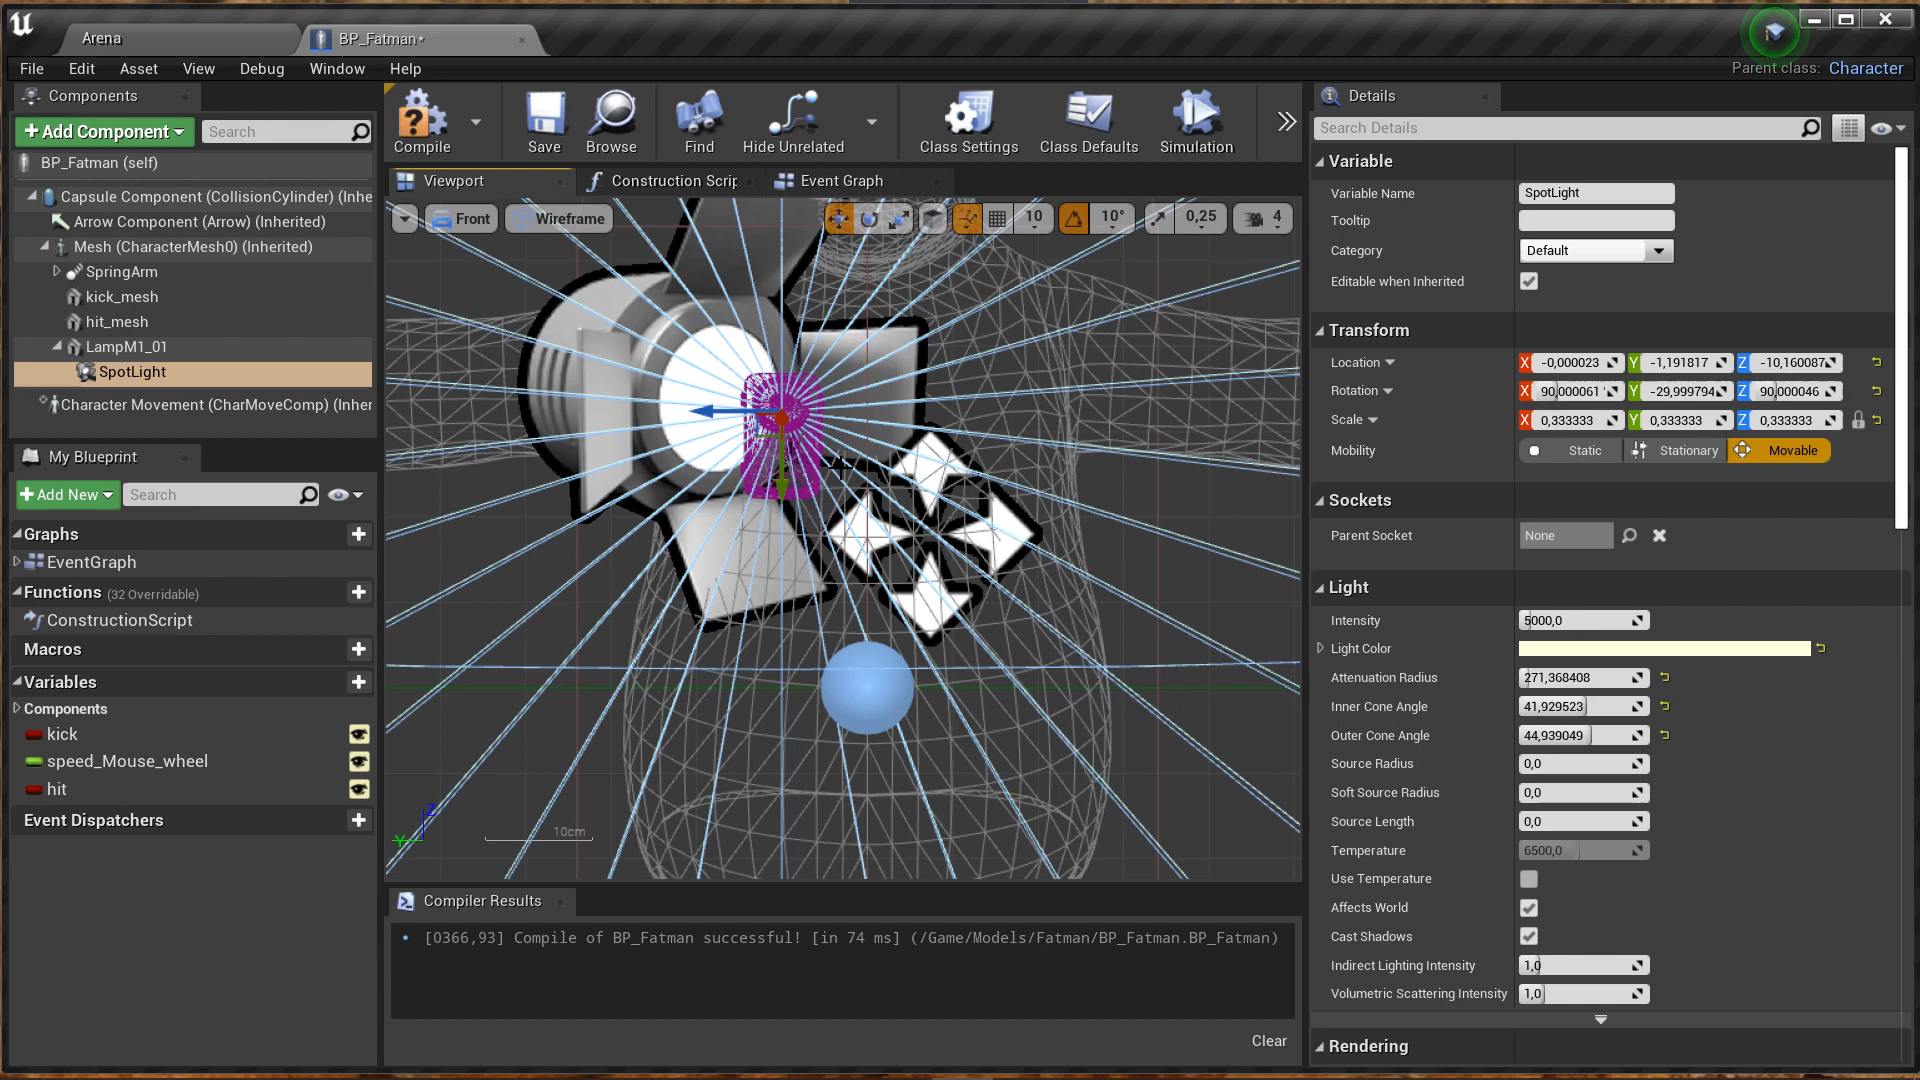 Arena
BP_Fatman*
File Edit Asset View Debug Window Help
Parent class: Character
Components
+ Add Component
Search
BP_Fatman (self)
Capsule Component (CollisionCylinder) (Inhe
Arrow Component (Arrow) (Inherited)
Mesh (CharacterMesh0) (Inherited)
SpringArm
kick_mesh
hit_mesh
LampM1_01
SpotLight
Character Movement (CharMoveComp) (Inher
My Blueprint
+ Add New
Search
Graphs
EventGraph
Functions (32 Overridable)
ConstructionScript
Macros
Variables
Components
kick
speed_Mouse_wheel
hit
Event Dispatchers
Compile Save Browse Find Hide Unrelated Class Settings Class Defaults Simulation
Viewport
Construction Scrip
Event Graph
Front Wireframe 10 10° 0,25 4
Z
Y
10cm
Compiler Results
[0366,93] Compile of BP_Fatman successful! [in 74 ms] (/Game/Models/Fatman/BP_Fatman.BP_Fatman)
Clear
Details
Search Details
Variable
Variable Name SpotLight
Tooltip
Category Default
Editable when Inherited
Transform
Location X -0,000023 Y -1,191817 Z -10,160087
Rotation X 90,000061 ° Y -29,999794 Z 90,000046
Scale X 0,333333 Y 0,333333 Z 0,333333
Mobility Static Stationary Movable
Sockets
Parent Socket None
Light
Intensity 5000,0
Light Color
Attenuation Radius 271,368408
Inner Cone Angle 41,929523
Outer Cone Angle 44,939049
Source Radius 0,0
Soft Source Radius 0,0
Source Length 0,0
Temperature 6500,0
Use Temperature
Affects World
Cast Shadows
Indirect Lighting Intensity 1,0
Volumetric Scattering Intensity 1,0
Rendering